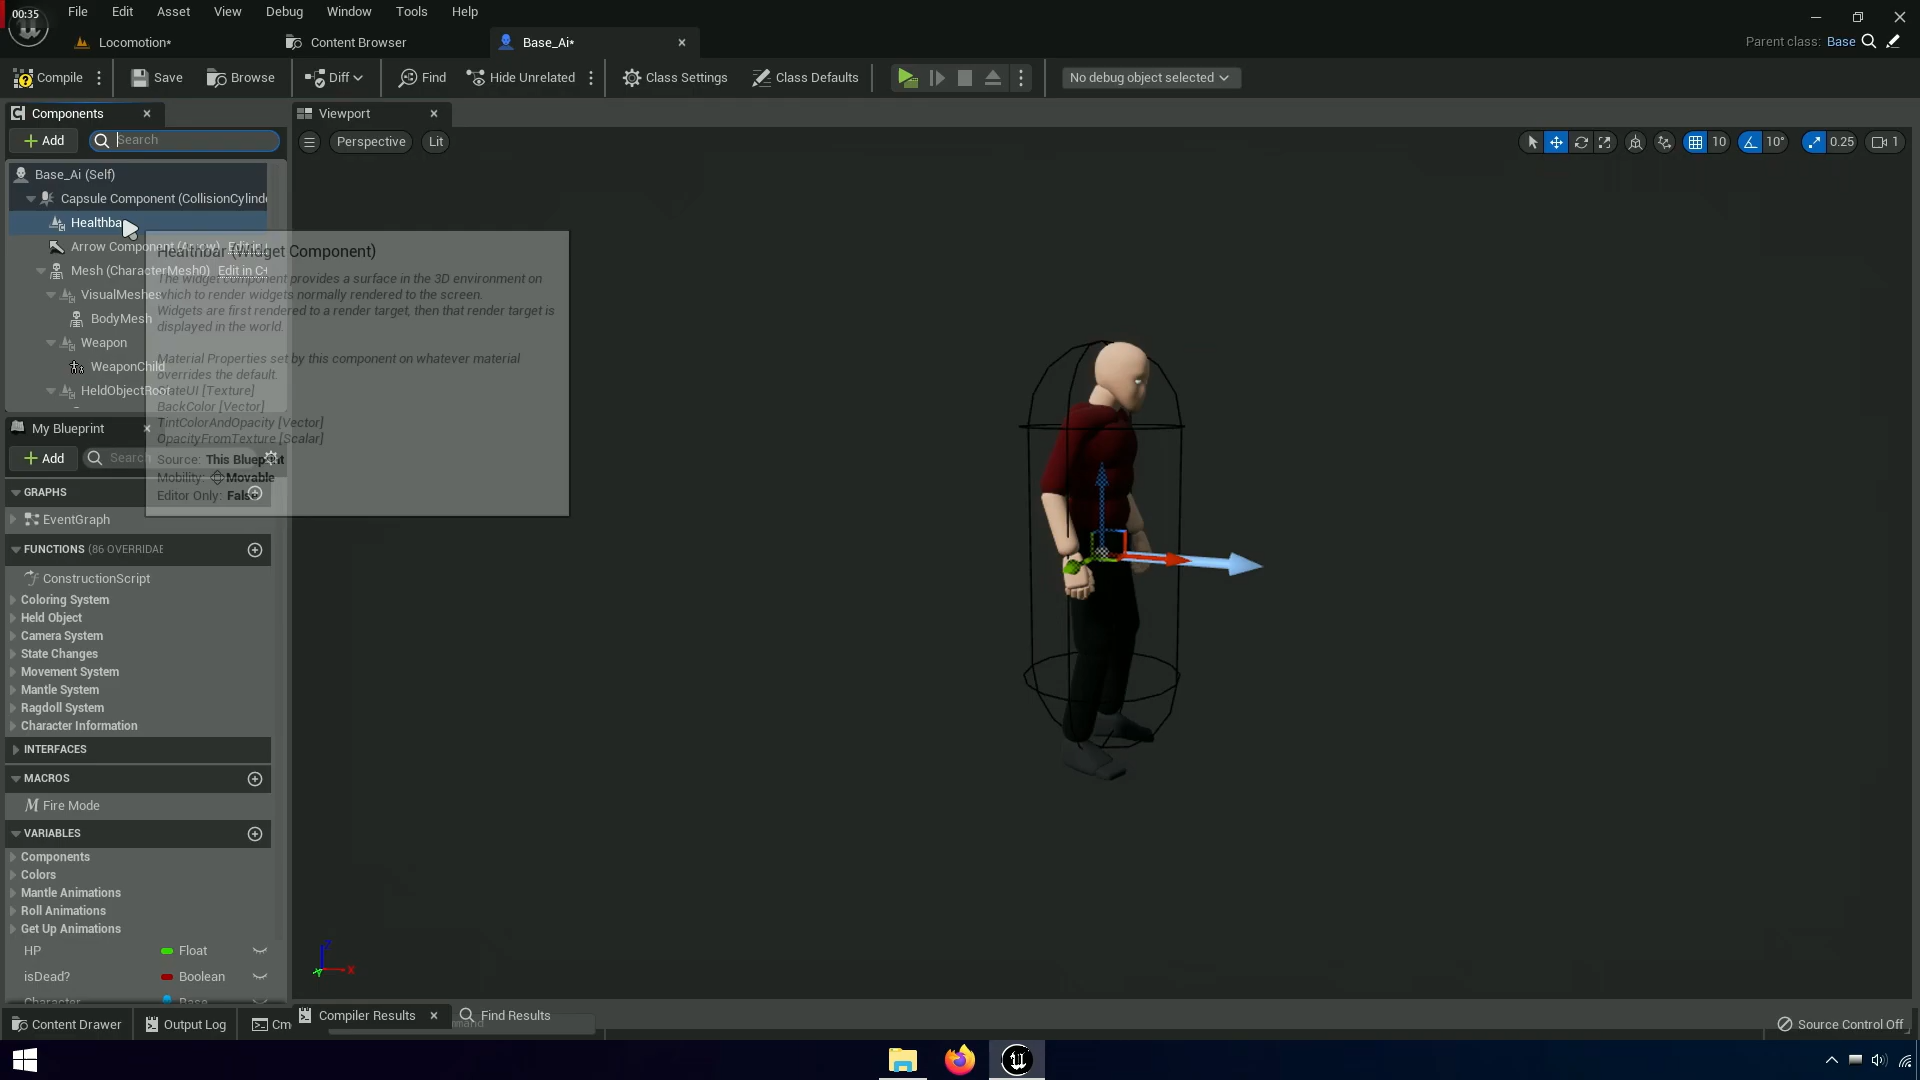 00:35
File Edit Asset View Debug Window Tools Help
Locomotion* Content Browser Base_Ai*
Parent class: Base
Compile Save Browse Diff Find Hide Unrelated Class Settings Class Defaults No debug object selected
Components Viewport
Add Search Perspective Lit 10 10° 0.25 1
Base_Ai (Self)
Capsule Component (CollisionCylinde
Healthba
Arrow Component (Arrow) Edit in
Healthbar (Widget Component)
Mesh (CharacterMesh0) Edit in C+
The widget component provides a surface in the 3D environment on
which to render widgets normally rendered to the screen.
Widgets are first rendered to a render target, then that render target is
displayed in the world.
VisualMeshes
BodyMesh
Weapon
WeaponChild
HeldObjectRoot
Material Properties set by this component on whatever material
overrides the default.
SlateUI [Texture]
BackColor [Vector]
TintColorAndOpacity [Vector]
OpacityFromTexture [Scalar]
Source: This Blueprint
Mobility: Movable
Editor Only: False
My Blueprint
Add Search
GRAPHS
EventGraph
FUNCTIONS (86 OVERRIDAE
ConstructionScript
Coloring System
Held Object
Camera System
State Changes
Movement System
Mantle System
Ragdoll System
Character Information
INTERFACES
MACROS
Fire Mode
VARIABLES
Components
Colors
Mantle Animations
Roll Animations
Get Up Animations
HP Float
isDead? Boolean
Character Base
Z
X
Compiler Results Find Results
Content Drawer Output Log Cm Source Control Off